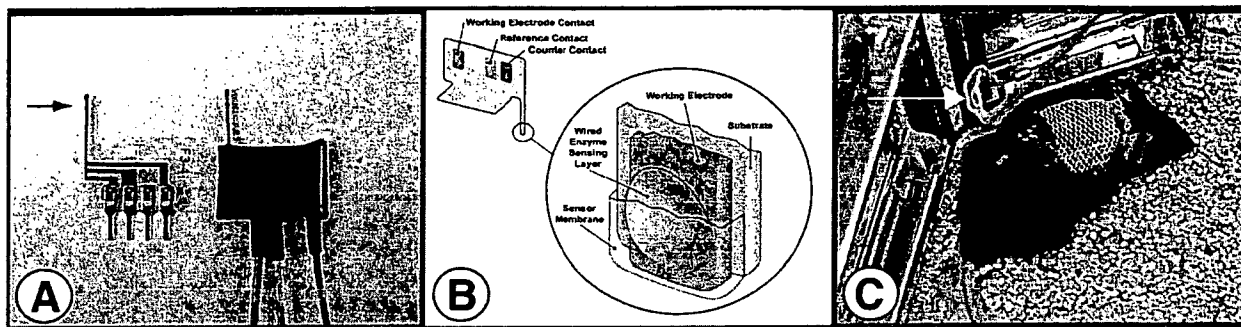 A
B
Working Electrode Contact
Reference Contact
Counter Contact
Working Electrode
Substrate
Wired
Enzyme
Sensing
Layer
Sensor
Membrane
C